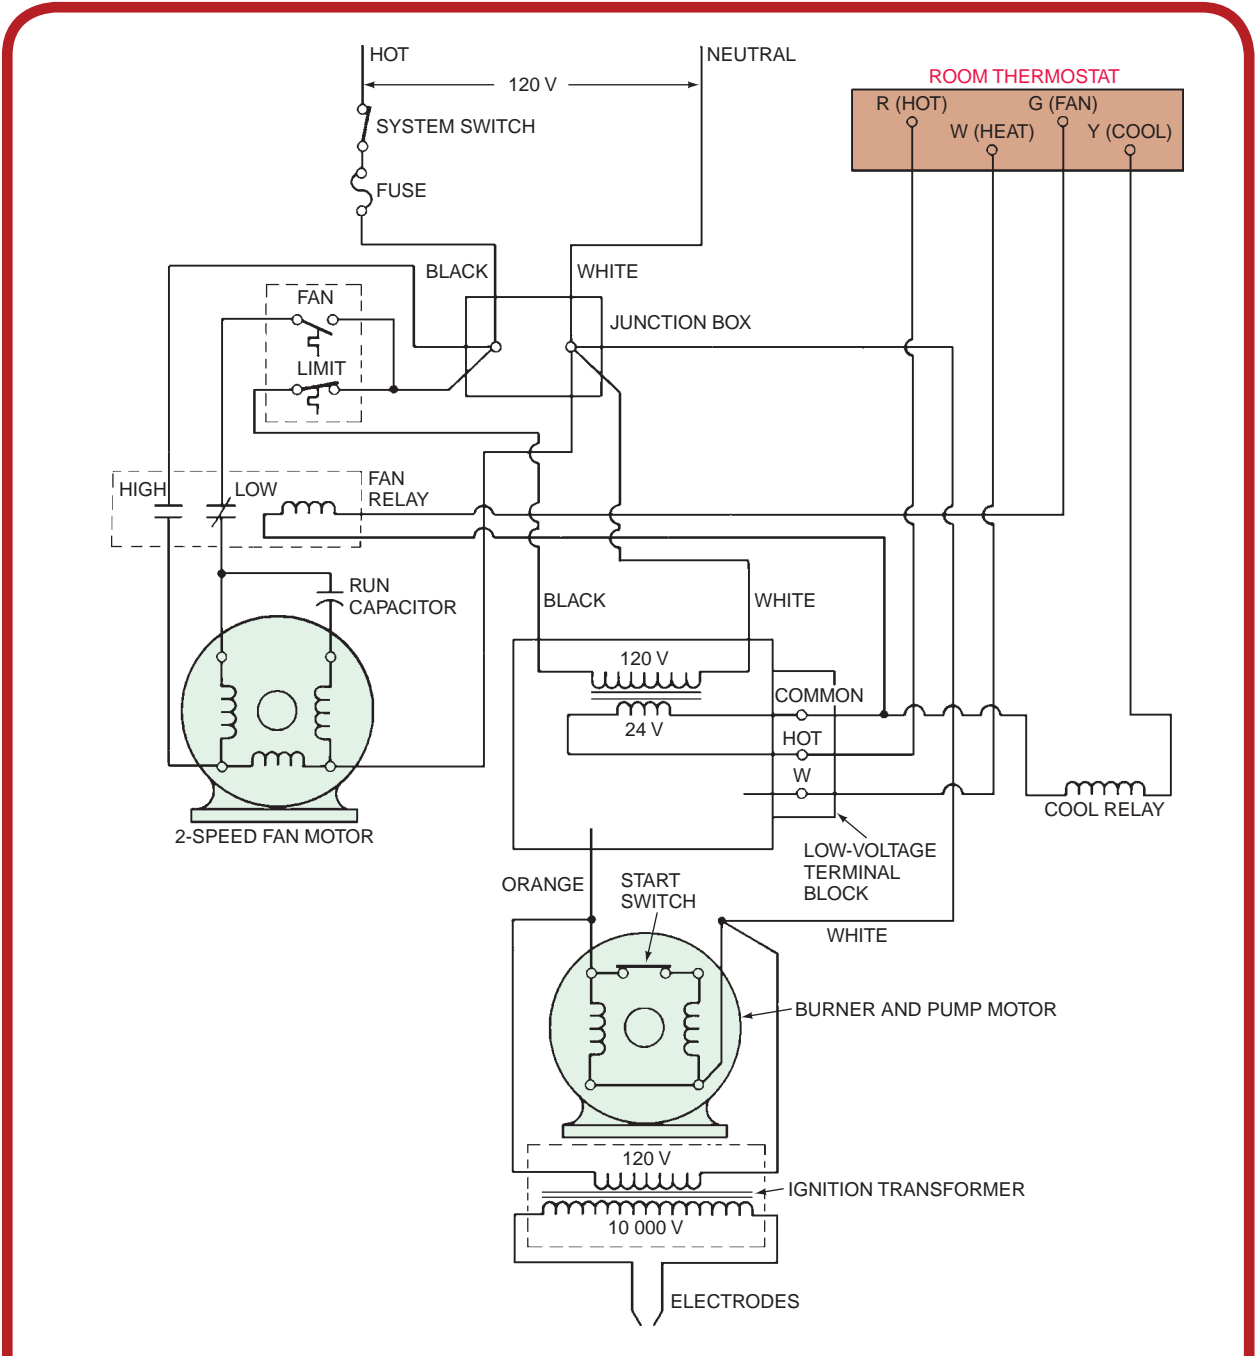 HOT
NEUTRAL
120 V
ROOM THERMOSTAT
R (HOT)
G (FAN)
W (HEAT)
Y (COOL)
SYSTEM SWITCH
FUSE
BLACK
WHITE
FAN
JUNCTION BOX
LIMIT
HIGH
LOW
FAN
RELAY
RUN
CAPACITOR
BLACK
WHITE
120 V
COMMON
24 V
HOT
W
COOL RELAY
2-SPEED FAN MOTOR
LOW-VOLTAGE
TERMINAL
BLOCK
ORANGE
START
SWITCH
WHITE
BURNER AND PUMP MOTOR
120 V
IGNITION TRANSFORMER
10 000 V
ELECTRODES